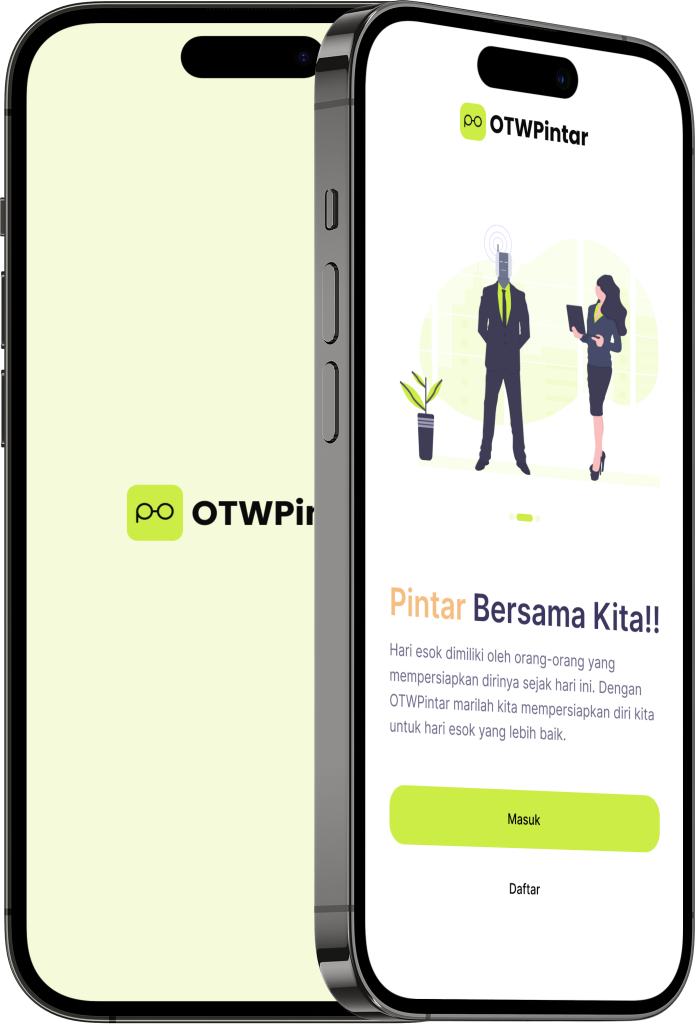 OTWPin
OTWPintar
Pintar Bersama Kita!!
Hari esok dimiliki oleh orang-orang yang
mempersiapkan dirinya sejak hari ini. Dengan
OTWPintar marilah kita mempersiapkan diri kita
untuk hari esok yang lebih baik.
Masuk
Daftar